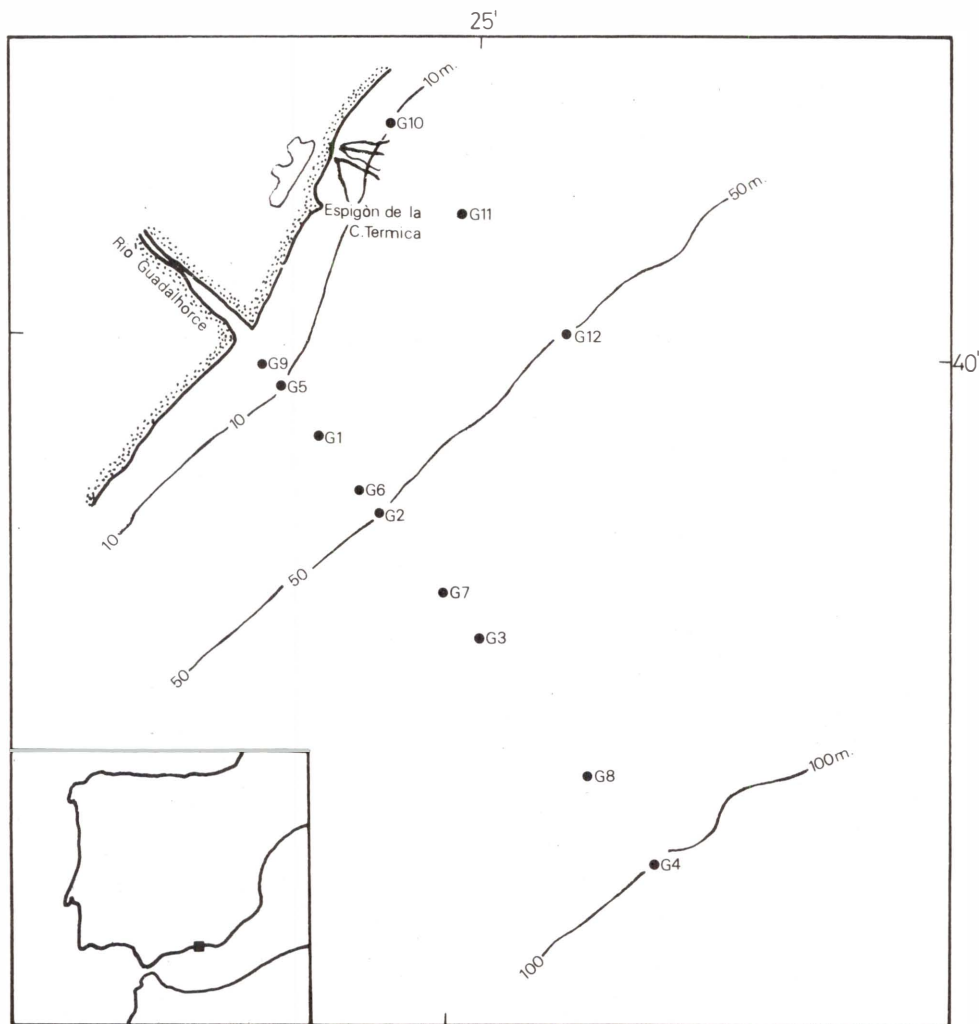 25'
10 m.
G10
Espigòn de la
C.Termica
G11
50 m.
Rio Guadalhorce
G12
40'
G9
G5
10
G1
G6
G2
10
50
G7
G3
50
100 m.
G8
G4
100